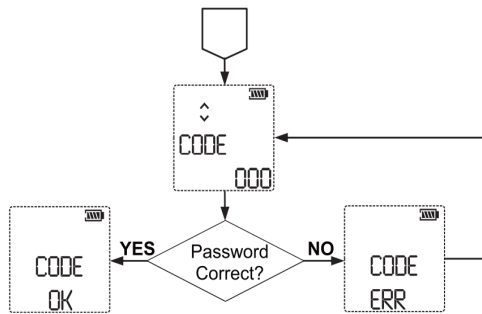 CODE
000
YES
Password
Correct?
NO
CODE
OK
CODE
ERR